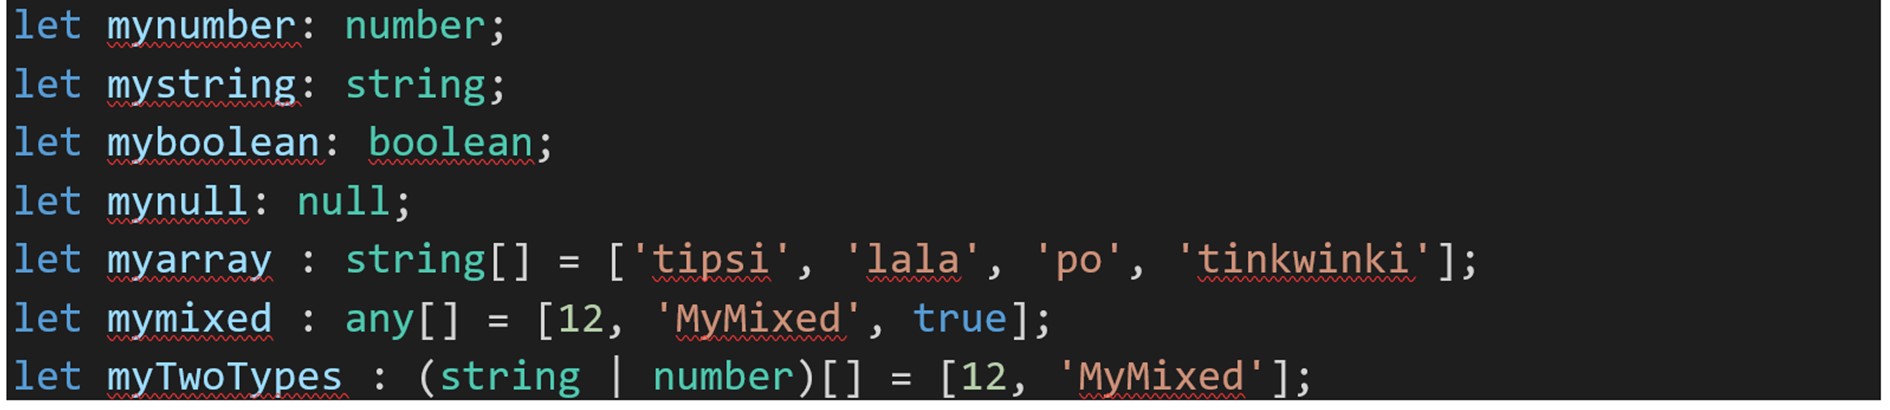 let mynumber: number;
let mystring: string;
let myboolean: boolean;
let mynull: null;
let myarray : string[] = ['tipsi', 'lala', 'po', 'tinkwinki'];
let mymixed : any[] = [12, 'MyMixed', true];
let myTwoTypes : (string | number)[] = [12, 'MyMixed'];